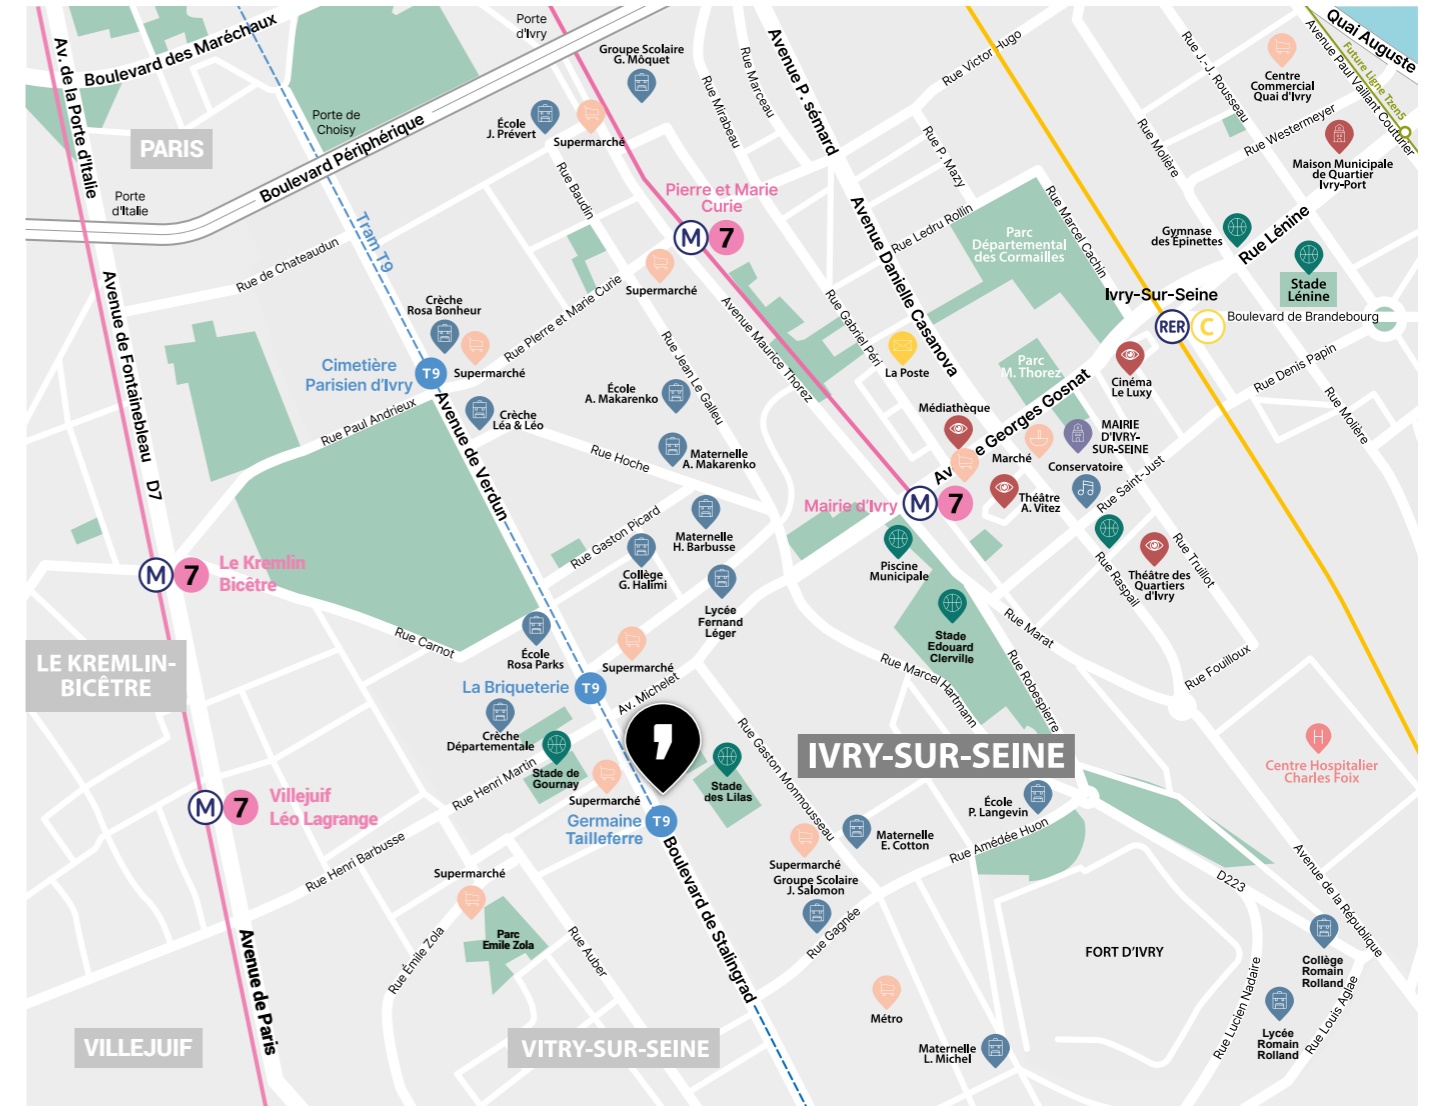 Quai Auguste
Boulevard des Maréchaux
Av. de la Porte d'Italie
Porte
d'Ivry
Groupe Scolaire
G. Môquet
Rue Marceau
Avenue P. sémard
Rue Victor Hugo
Rue J.-J. Rousseau
Centre
Commercial
Quai d'Ivry
Avenue Paul Vaillant Couturier
Future Ligne Tzen5
PARIS
Porte de
Choisy
Boulevard Périphérique
École
J. Prévert
Supermarché
Rue Mirabeau
Rue P. Mazy
Rue Molière
Rue Westermeyer
Maison Municipale
de Quartier
Ivry-Port
Porte
d'Italie
Tram T9
Rue Baudin
Pierre et Marie
Curie
M 7
Avenue Danielle Casanova
Rue Ledru Rollin
Parc
Départemental
des Cormailles
Rue Marcel Cachin
Gymnase
des Épinettes
Rue Lénine
Stade
Lénine
Rue de Chateaudun
Avenue de Fontainebleau
D7
Crèche
Rosa Bonheur
Supermarché
Rue Pierre et Marie Curie
Supermarché
Avenue Maurice Thorez
Rue Gabriel Péri
La Poste
Ivry-Sur-Seine
RER C
Boulevard de Brandebourg
Cimetière
Parisien d'Ivry
T9
Rue Jean Le Galleu
Parc
M. Thorez
Cinéma
Le Luxy
Rue Denis Papin
Rue Molière
Rue Paul Andrieux
Avenue de Verdun
Crèche
Léa & Léo
École
A. Makarenko
Médiathèque
Av e Georges Gosnat
Marché
MAIRIE
D'IVRY-
SUR-SEINE
Rue Hoche
Maternelle
A. Makarenko
Conservatoire
Rue Saint-Just
Mairie d'Ivry
M 7
Théâtre
A. Vitez
Rue Gaston Picard
Maternelle
H. Barbusse
Collège
G. Halimi
Piscine
Municipale
Rue Raspail
Théâtre des
Quartiers
d'Ivry
Rue Truillot
M 7
Le Kremlin
Bicêtre
Lycée
Fernand
Léger
Stade
Edouard
Clerville
Rue Marat
LE KREMLIN-
BICÊTRE
Rue Carnot
École
Rosa Parks
Supermarché
Rue Marcel Hartmann
Rue Robespierre
Rue Fouilloux
La Briqueterie
T9
Av. Michelet
Crèche
Départementale
Stade de
Gournay
Rue Henri Martin
Supermarché
Stade
des Lilas
Rue Gaston Monmousseau
IVRY-SUR-SEINE
H
Centre Hospitalier
Charles Foix
M 7
Villejuif
Léo Lagrange
Germaine
Tailleferre
T9
École
P. Langevin
Rue Amédée Huon
Supermarché
Maternelle
E. Cotton
Rue Henri Barbusse
Boulevard de Stalingrad
Groupe Scolaire
J. Salomon
D223
Avenue de la République
Supermarché
Parc
Emile Zola
Rue Émile Zola
Rue Auber
Rue Gagnée
FORT D'IVRY
Collège
Romain
Rolland
Avenue de Paris
Métro
Rue Lucien Nadaire
Lycée
Romain
Rolland
Rue Louis Aglae
VILLEJUIF
VITRY-SUR-SEINE
Maternelle
L. Michel